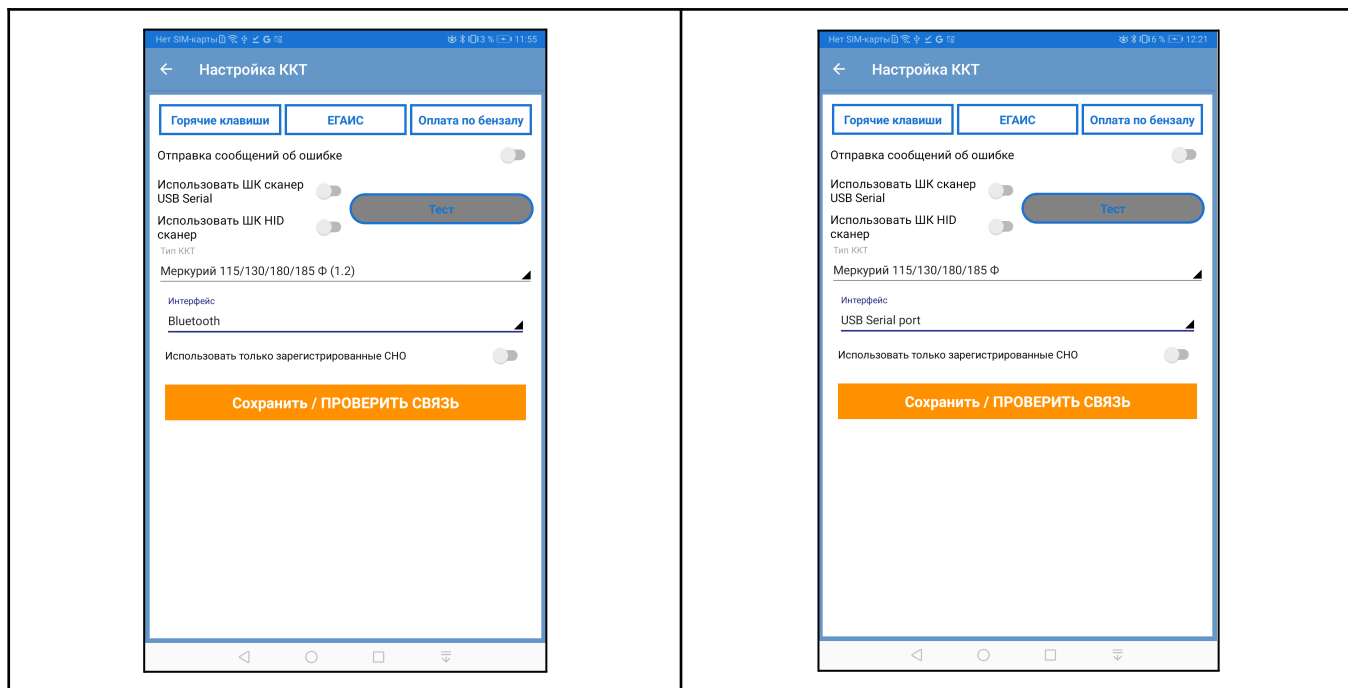 Нет SIM-карты
3 % 11:55
Настройка ККТ
Горячие клавиши
ЕГАИС
Оплата по бензалу
Отправка сообщений об ошибке
Использовать ШК сканер
USB Serial
Тест
Использовать ШК HID
сканер
Тип ККТ
Меркурий 115/130/180/185 Ф (1.2)
Интерфейс
Bluetooth
Использовать только зарегистрированные СНО
Сохранить / ПРОВЕРИТЬ СВЯЗЬ
Нет SIM-карты
6 % 12:21
Настройка ККТ
Горячие клавиши
ЕГАИС
Оплата по бензалу
Отправка сообщений об ошибке
Использовать ШК сканер
USB Serial
Тест
Использовать ШК HID
сканер
Тип ККТ
Меркурий 115/130/180/185 Ф
Интерфейс
USB Serial port
Использовать только зарегистрированные СНО
Сохранить / ПРОВЕРИТЬ СВЯЗЬ